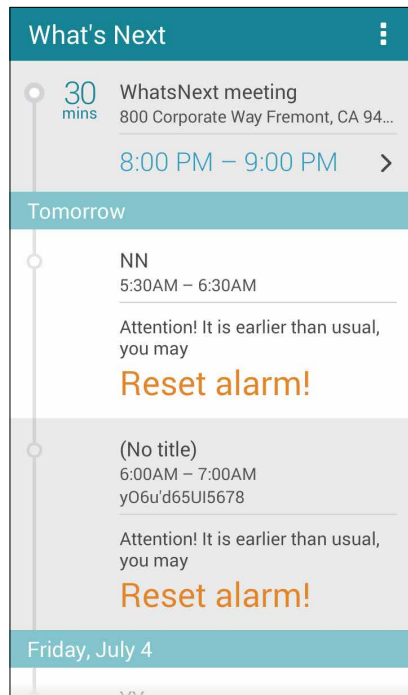 What's Next
30
mins
WhatsNext meeting
800 Corporate Way Fremont, CA 94...
8:00 PM – 9:00 PM
Tomorrow
NN
5:30AM – 6:30AM
Attention! It is earlier than usual,
you may
Reset alarm!
(No title)
6:00AM – 7:00AM
yO6u'd65UI5678
Attention! It is earlier than usual,
you may
Reset alarm!
Friday, July 4